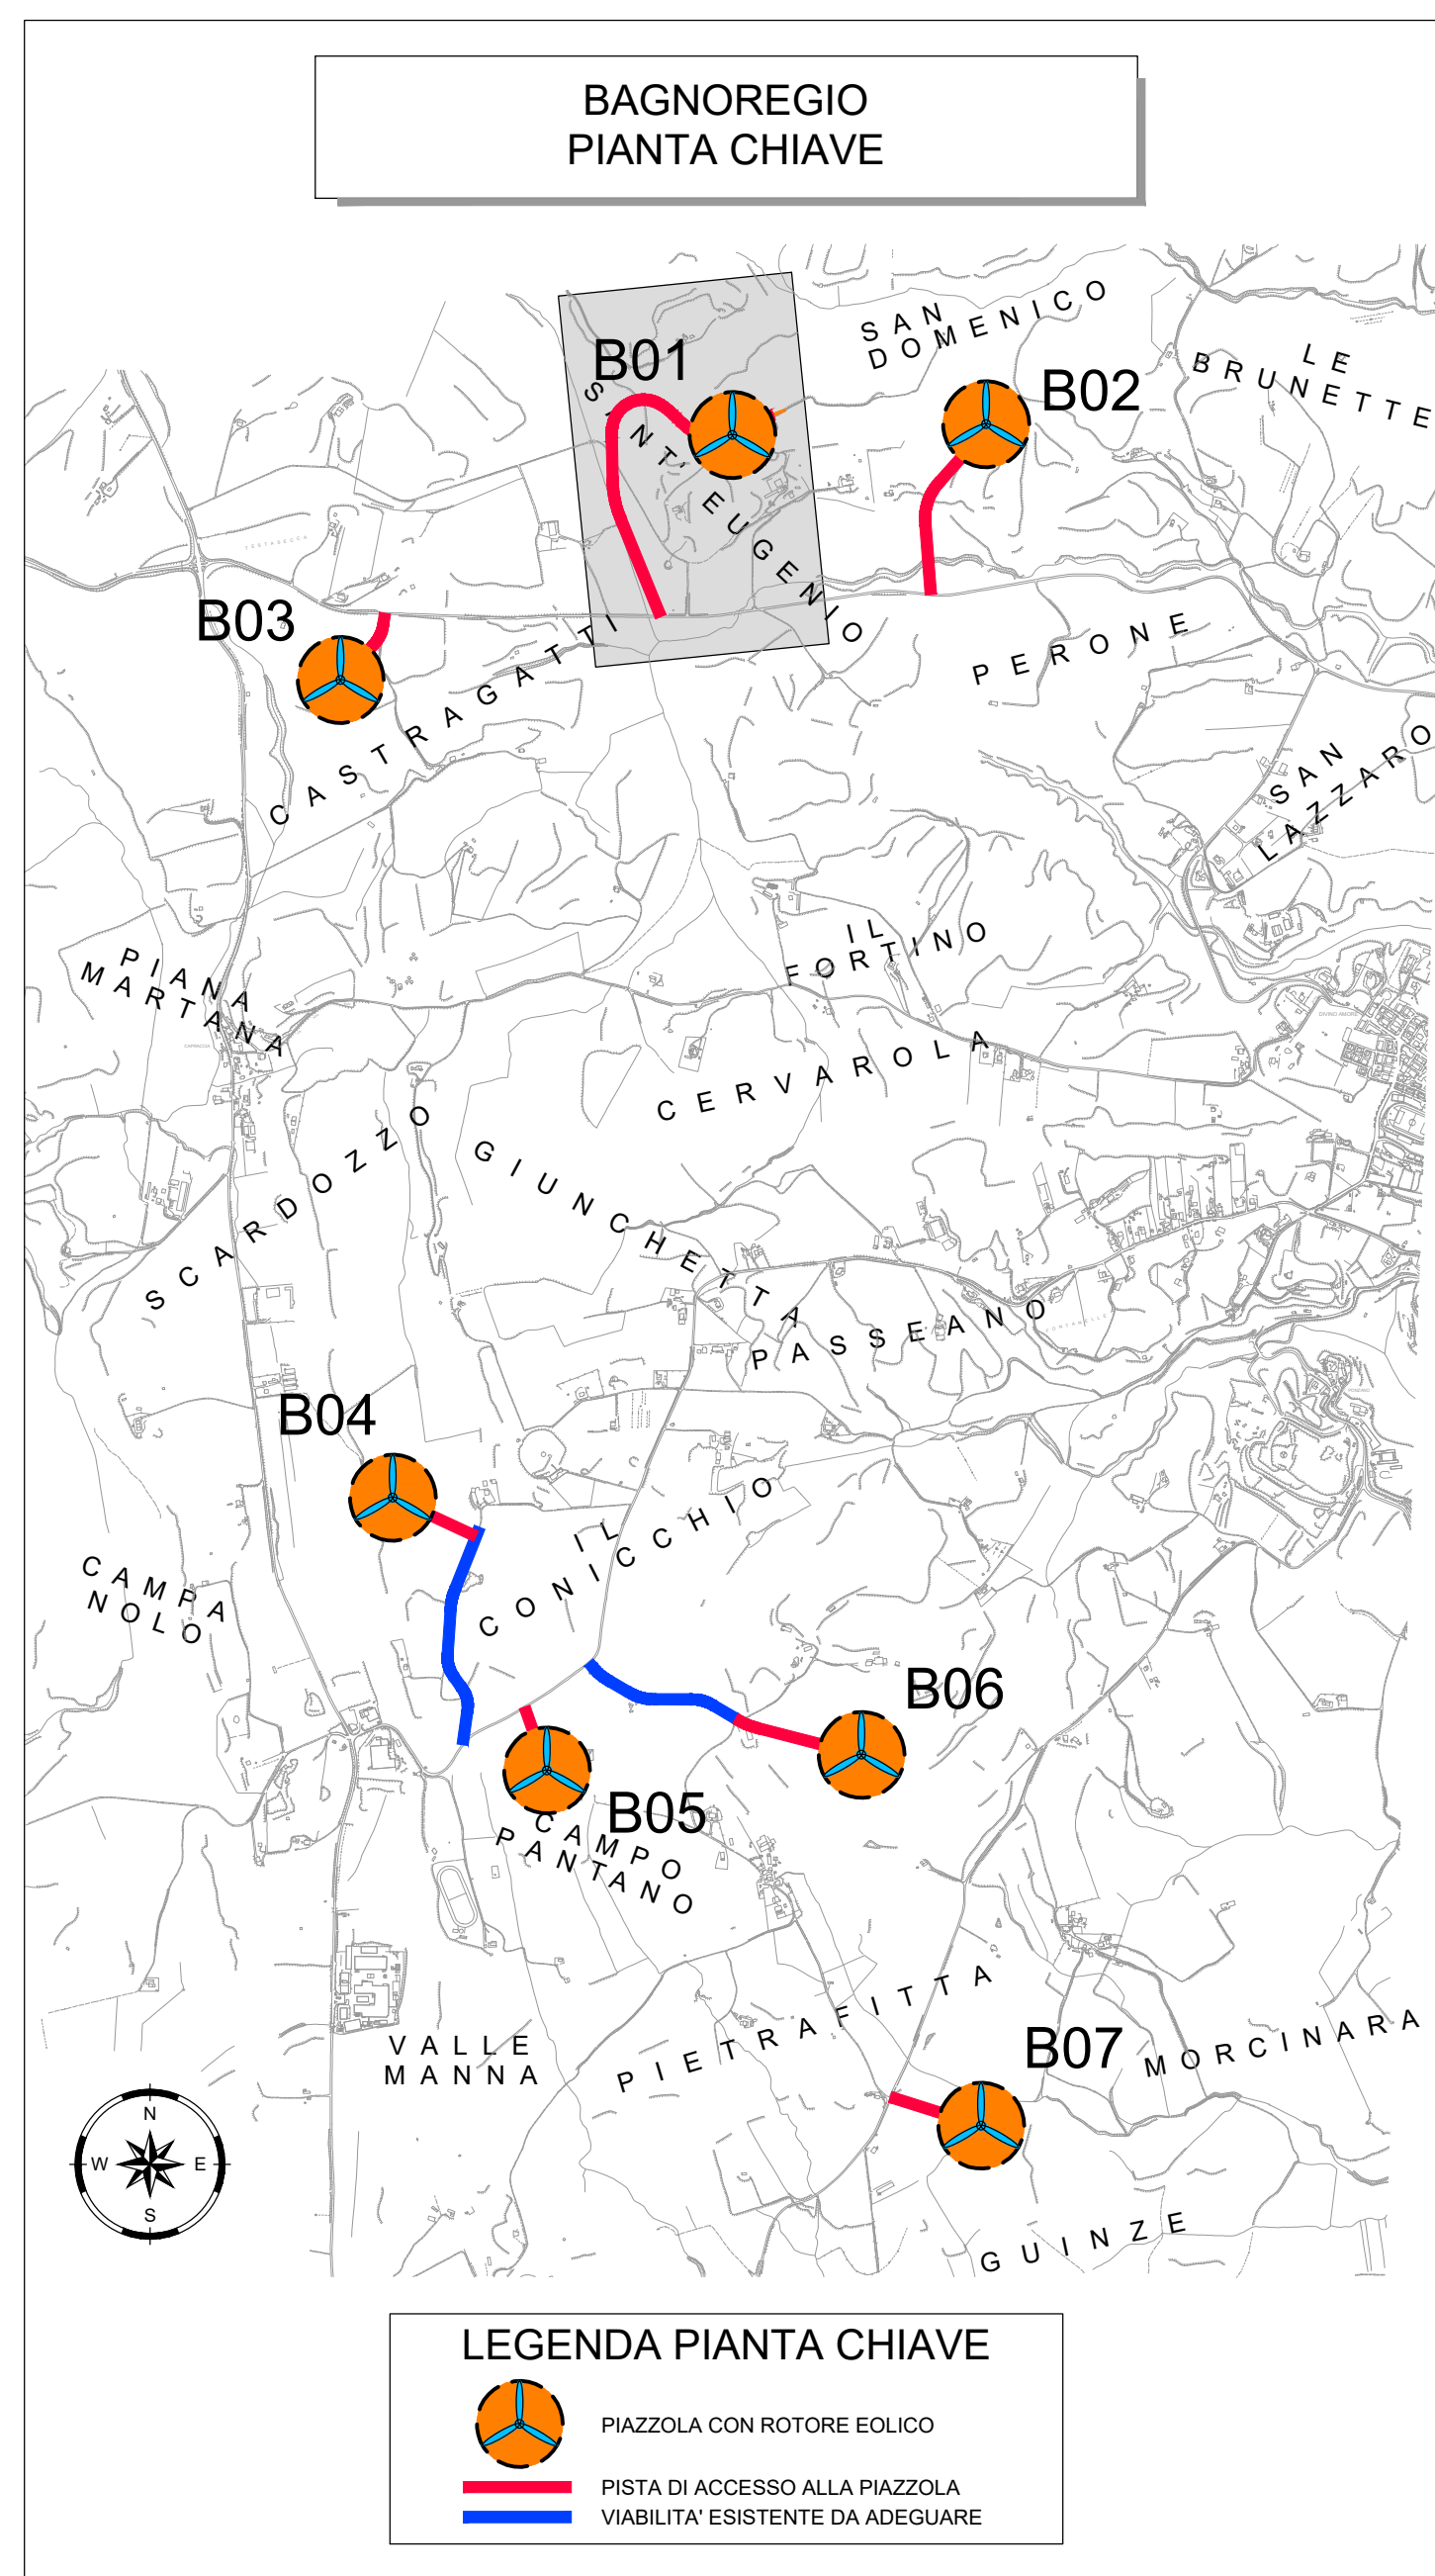 BAGNOREGIO
PIANTA CHIAVE
SAN
DOMENICO
LE
BRUNETTE
B01
B02
SANT' EUGENIO
B03
CASTRAGATTI
PERONE
SAN
LAZZARO
PIANA
MARTANA
IL
FORTINO
DIVINO AMORE
CERVAROLA
SCARDOZZO
GIUNCHETTA
PASSEANO
B04
IL
CONICCHIO
CAMPA
NOLO
B06
B05
CAMPO
PANTANO
PIETRAFITTA
VALLE
MANNA
B07
MORCINARA
N
W
E
S
GUINZE
LEGENDA PIANTA CHIAVE
PIAZZOLA CON ROTORE EOLICO
PISTA DI ACCESSO ALLA PIAZZOLA
VIABILITA' ESISTENTE DA ADEGUARE